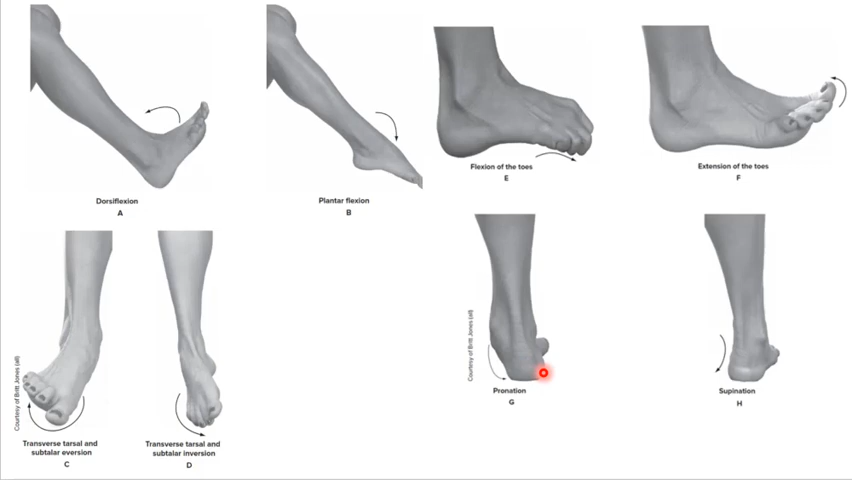 Dorsiflexion
A
Plantar flexion
B
Flexion of the toes
E
Extension of the toes
F
Courtesy of Britt Jones (all)
Transverse tarsal and
subtalar eversion
C
Transverse tarsal and
subtalar inversion
D
Courtesy of Britt Jones (all)
Pronation
G
Supination
H